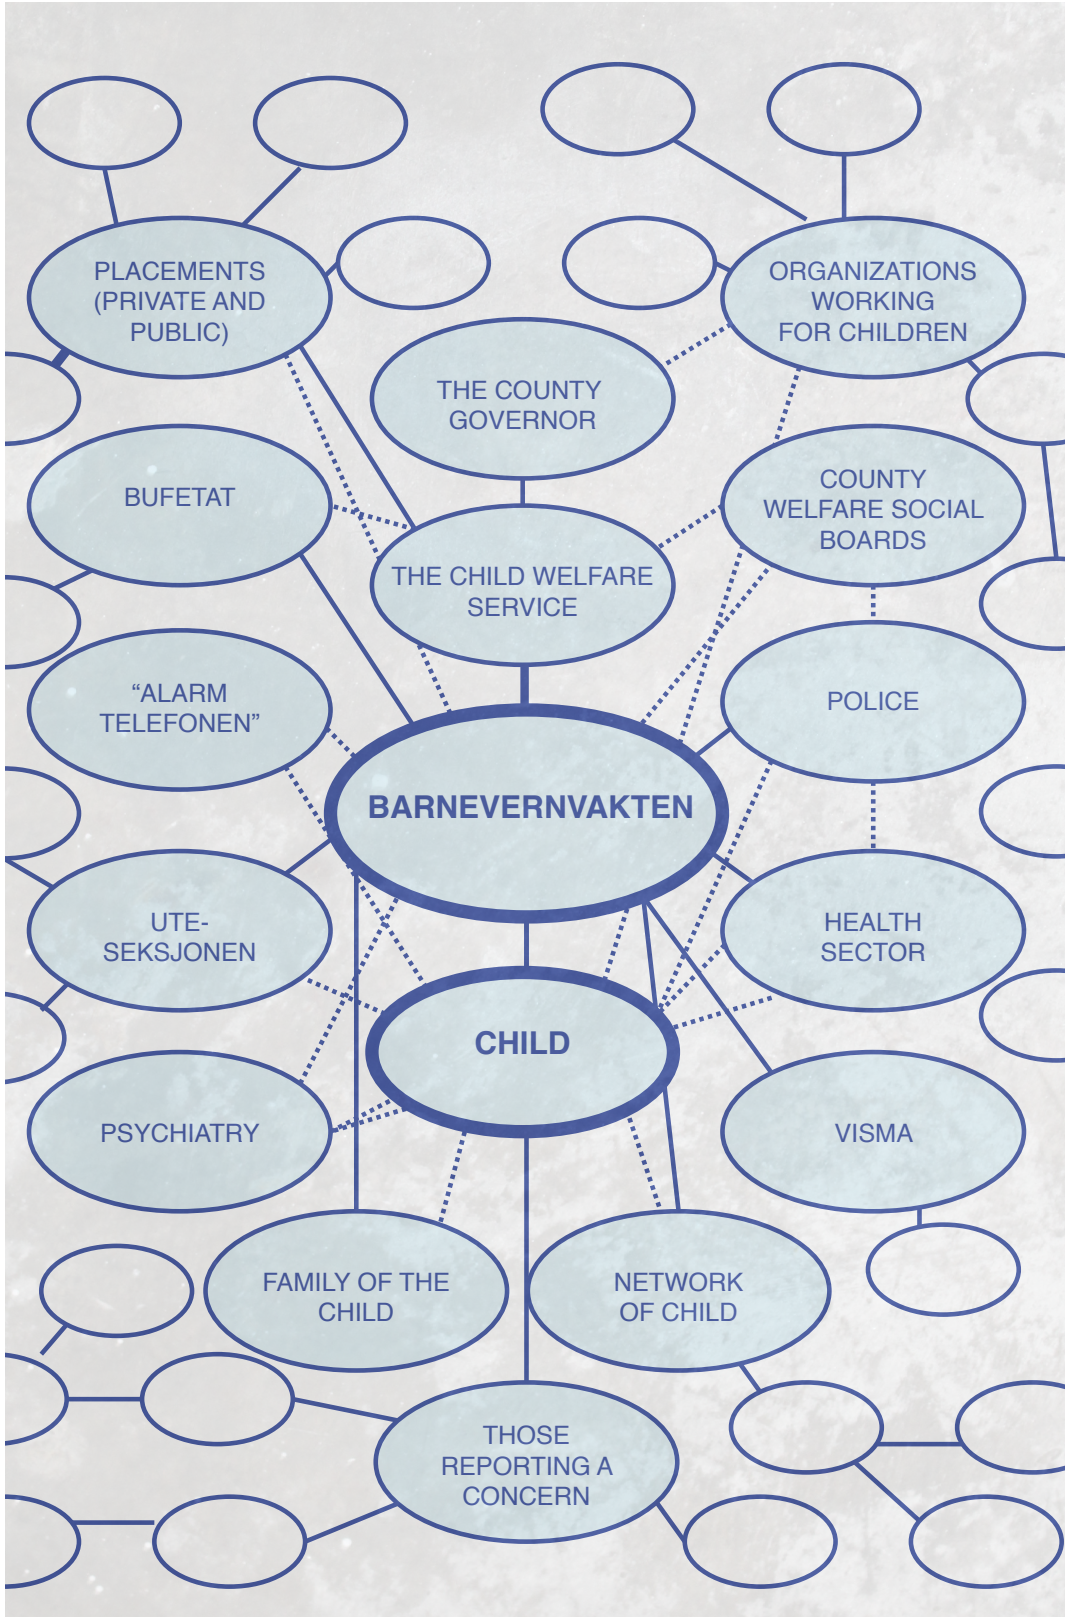 PLACEMENTS
(PRIVATE AND
PUBLIC)
ORGANIZATIONS
WORKING
FOR CHILDREN
THE COUNTY
GOVERNOR
BUFETAT
COUNTY
WELFARE SOCIAL
BOARDS
THE CHILD WELFARE
SERVICE
“ALARM
TELEFONEN”
POLICE
BARNEVERNVAKTEN
UTE-
SEKSJONEN
HEALTH
SECTOR
CHILD
PSYCHIATRY
VISMA
FAMILY OF THE
CHILD
NETWORK
OF CHILD
THOSE
REPORTING A
CONCERN